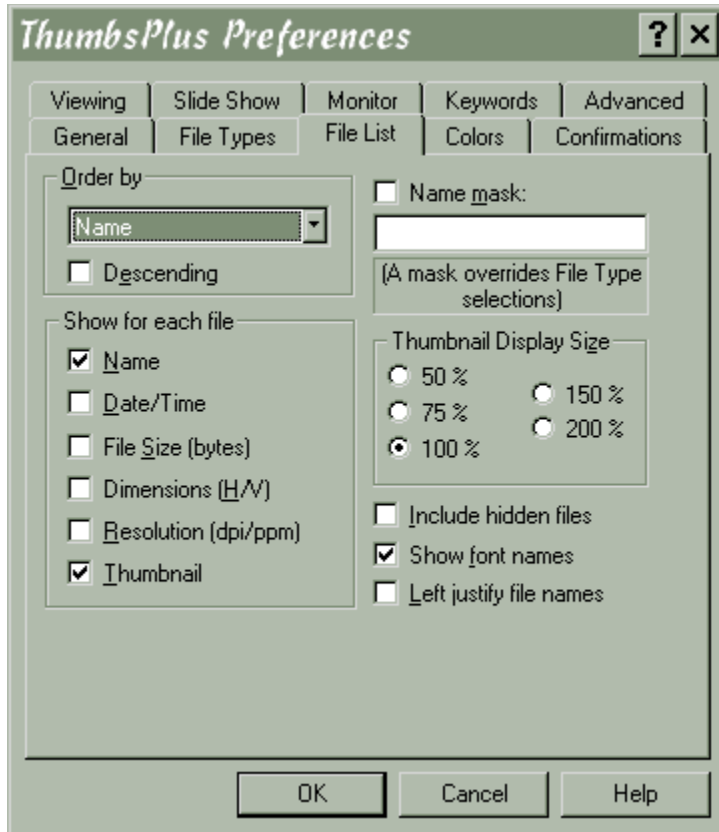 ThumbsPlus Preferences
Viewing Slide Show Monitor Keywords Advanced
General File Types File List Colors Confirmations
Order by
Name
Descending
Show for each file
Name
Date/Time
File Size (bytes)
Dimensions (H/V)
Resolution (dpi/ppm)
Thumbnail
Name mask:
(A mask overrides File Type
selections)
Thumbnail Display Size
50 %
75 %
100 %
150 %
200 %
Include hidden files
Show font names
Left justify file names
OK Cancel Help